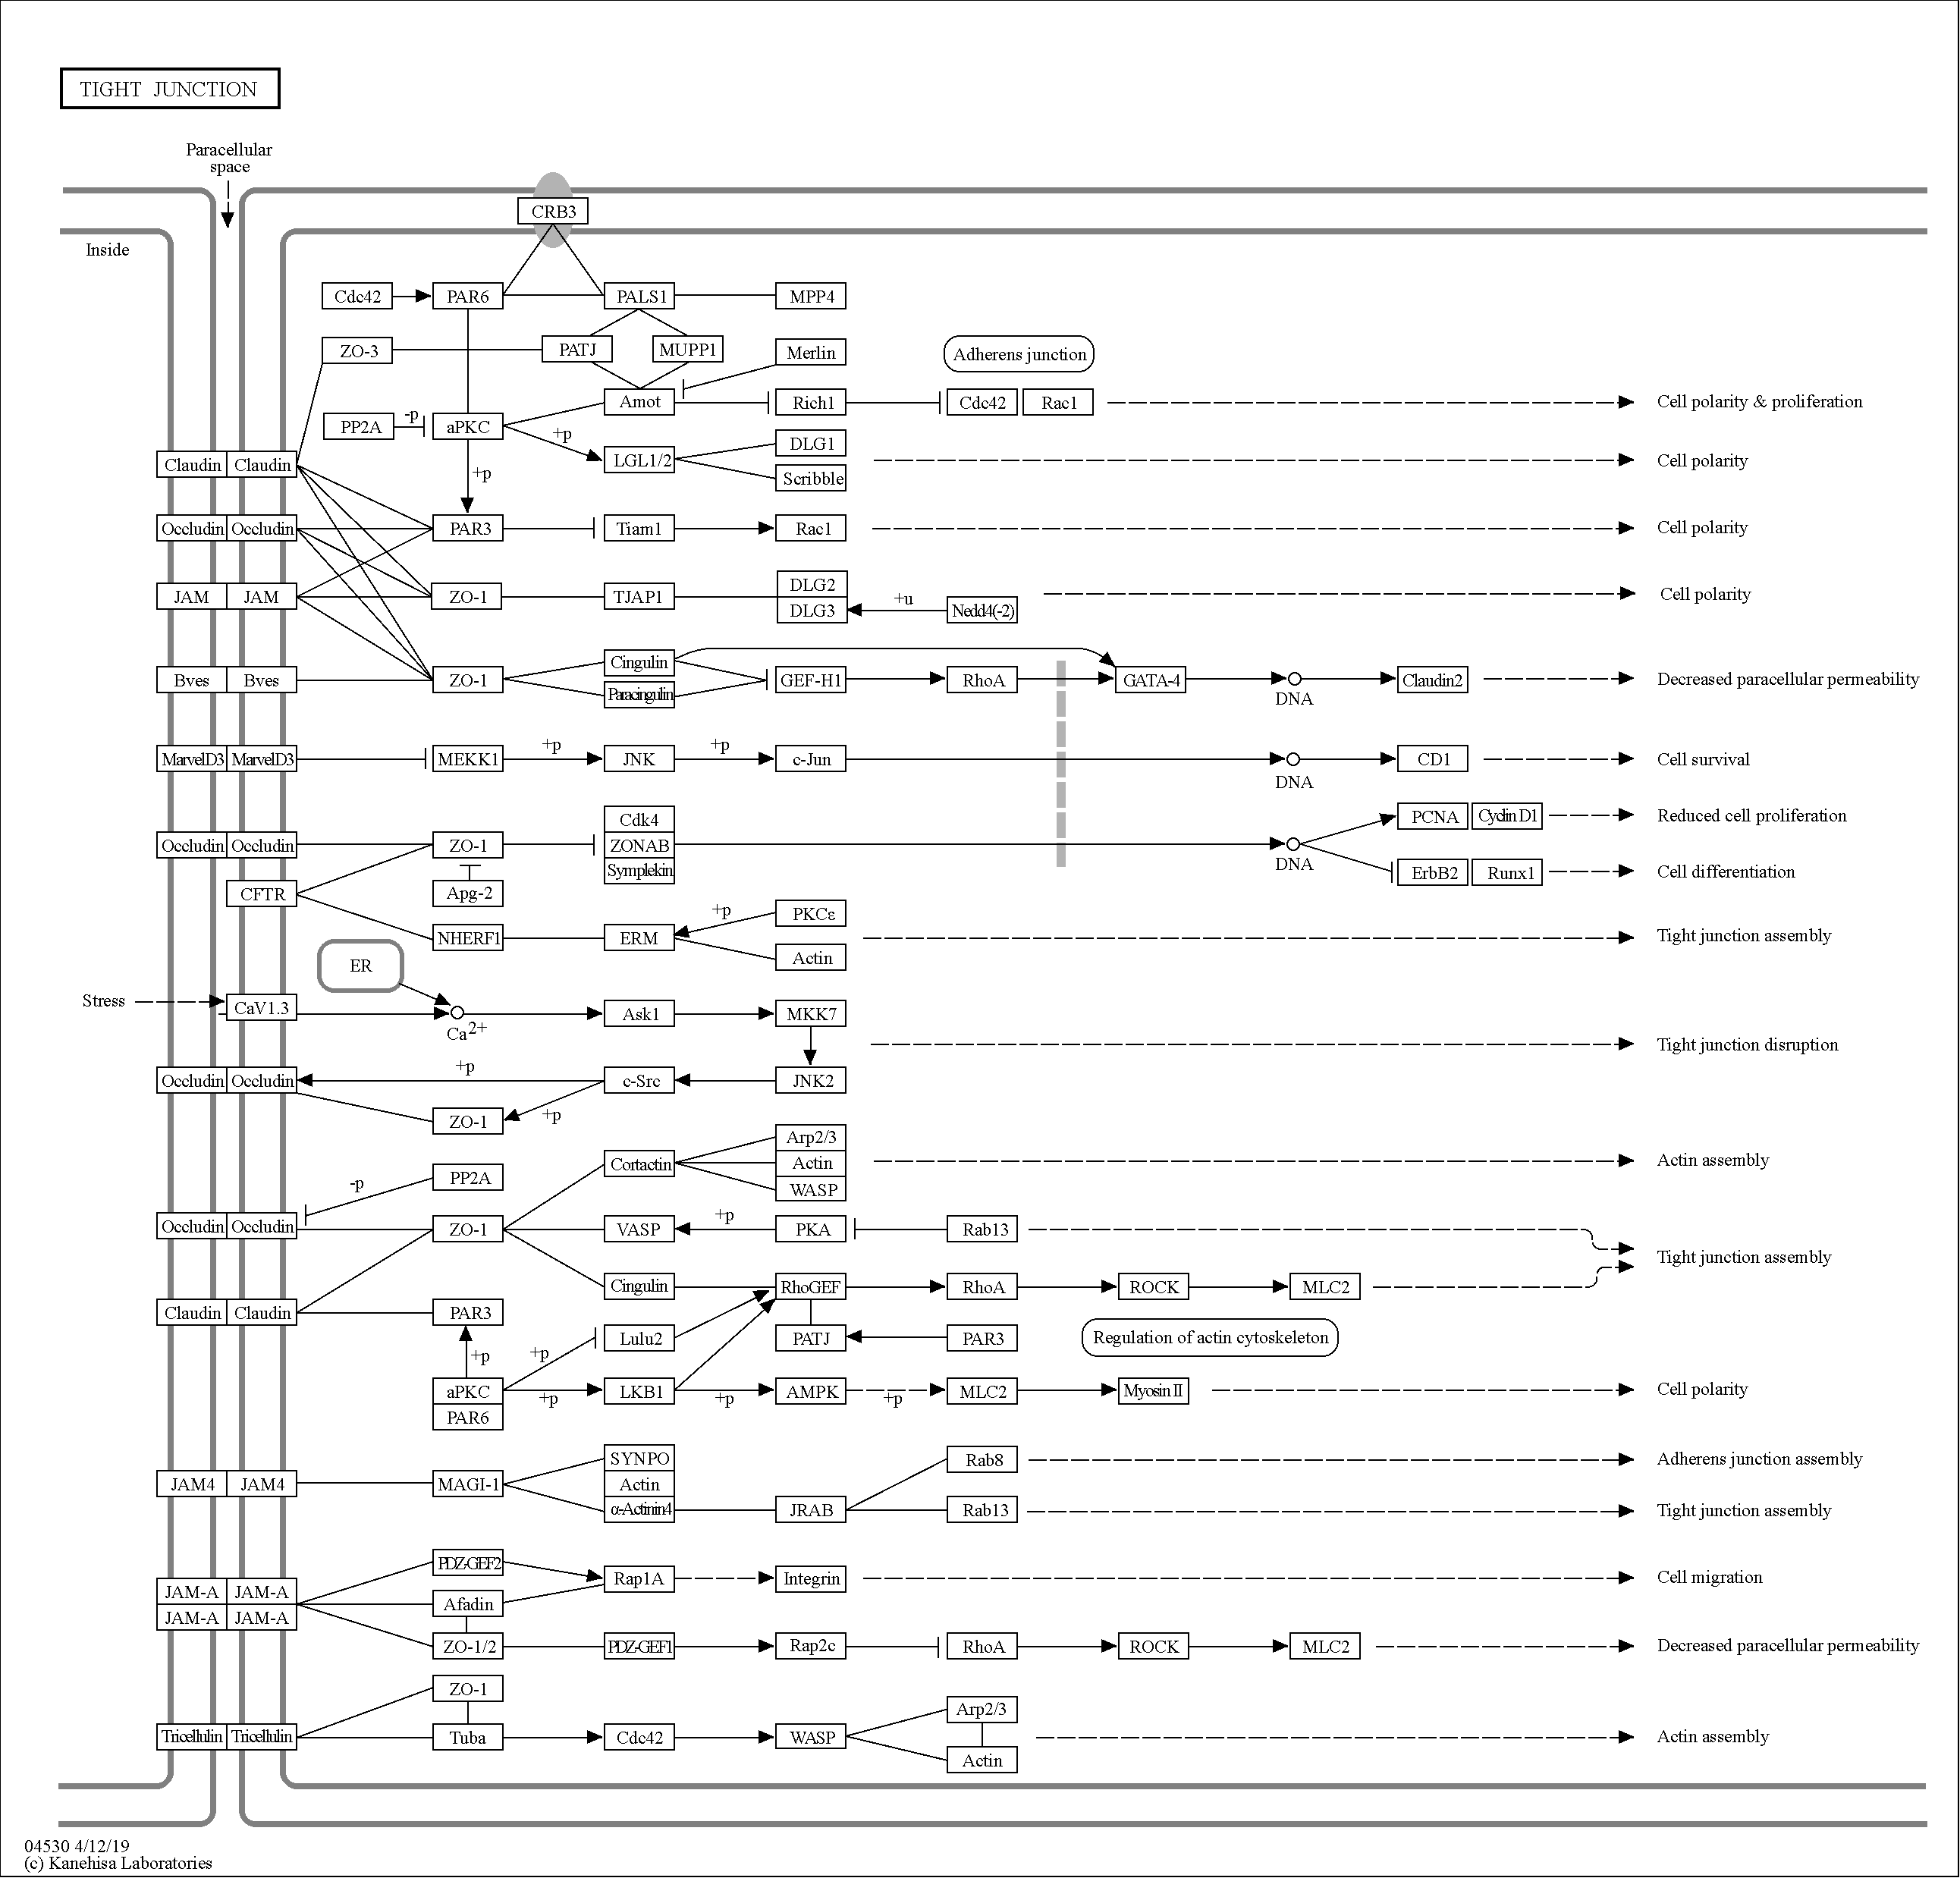 TIGHT JUNCTION
Paracellular
space
Inside
CRB3
Cdc42 PAR6 PALS1 MPP4
ZO-3 PATJ MUPP1 Merlin Adherens junction
Amot Rich1 Cdc42 Rac1 Cell polarity & proliferation
PP2A -p aPKC +p
DLG1
Claudin Claudin LGL1/2 Cell polarity
+p Scribble
Occludin Occludin PAR3 Tiam1 Rac1 Cell polarity
DLG2
JAM JAM ZO-1 TJAP1 Cell polarity
DLG3 +u Nedd4(-2)
Cingulin
Bves Bves ZO-1 GEF-H1 RhoA GATA-4 DNA Claudin2 Decreased paracellular permeability
Paracingulin
MarvelD3 MarvelD3 MEKK1 +p JNK +p c-Jun DNA CD1 Cell survival
Cdk4 PCNA Cyclin D1 Reduced cell proliferation
Occludin Occludin ZO-1 ZONAB DNA
Symplekin ErbB2 Runx1 Cell differentiation
CFTR Apg-2
+p PKCε
NHERF1 ERM Tight junction assembly
Actin
ER
Stress CaV1.3 Ca2+ Ask1 MKK7
Tight junction disruption
Occludin Occludin +p c-Src JNK2
ZO-1 +p
Arp2/3
Cortactin Actin Actin assembly
WASP
-p PP2A
Occludin Occludin ZO-1 VASP +p PKA Rab13
Tight junction assembly
Cingulin RhoGEF RhoA ROCK MLC2
Claudin Claudin PAR3
Lulu2 PATJ PAR3 Regulation of actin cytoskeleton
+p +p
aPKC +p LKB1 +p AMPK +p MLC2 Myosin II Cell polarity
PAR6
SYNPO Rab8 Adherens junction assembly
JAM4 JAM4 MAGI-1 Actin
α-Actinin4 JRAB Rab13 Tight junction assembly
PDZ-GEF2
JAM-A JAM-A Rap1A Integrin Cell migration
JAM-A JAM-A Afadin
ZO-1/2 PDZ-GEF1 Rap2c RhoA ROCK MLC2 Decreased paracellular permeability
ZO-1
Arp2/3
Tricellulin Tricellulin Tuba Cdc42 WASP Actin assembly
Actin
04530 4/12/19
(c) Kanehisa Laboratories